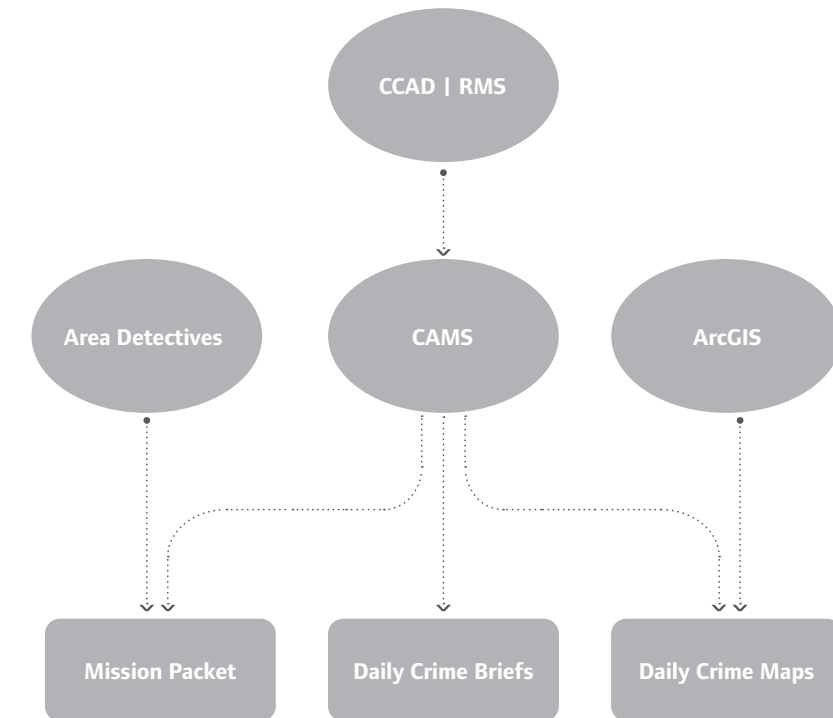 CCAD | RMS
Area Detectives
CAMS
ArcGIS
Mission Packet
Daily Crime Briefs
Daily Crime Maps